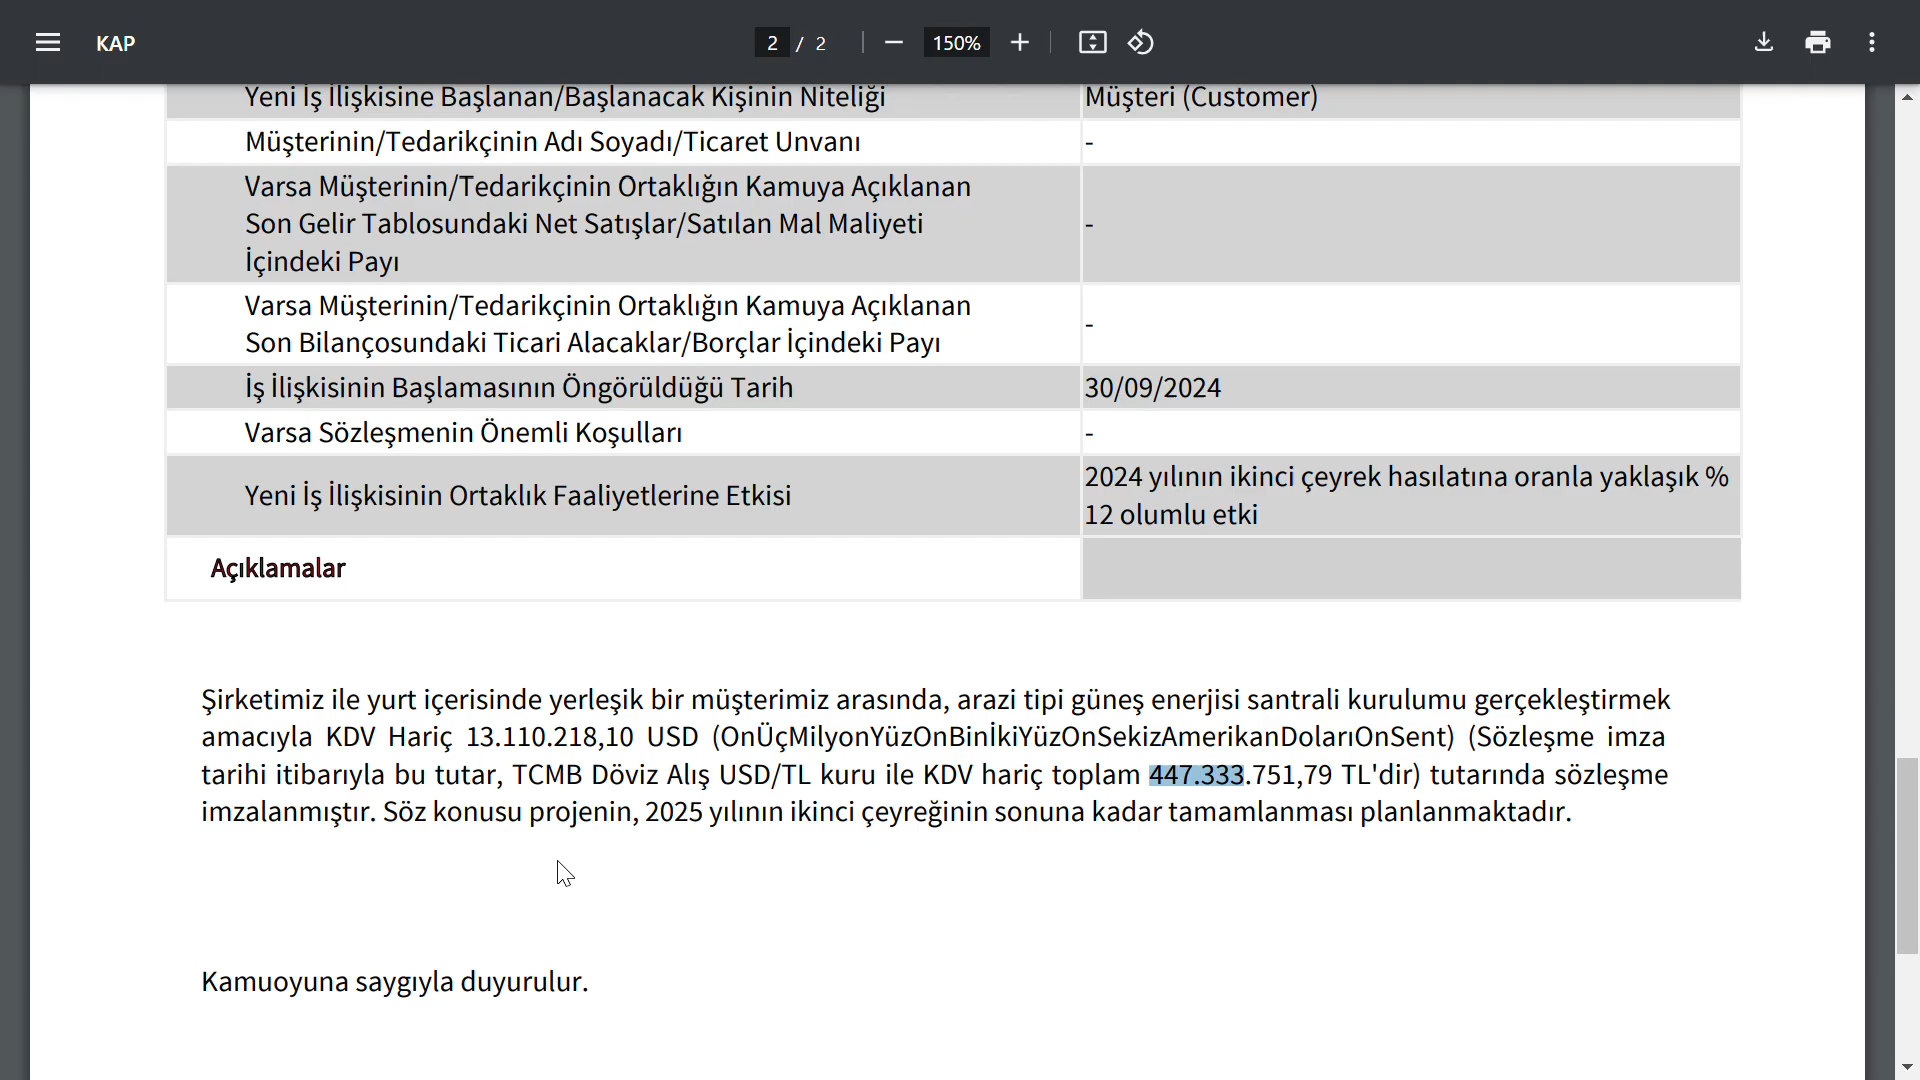 KAP
2 / 2
150%
Yeni İş İlişkisine Başlanan/Başlanacak Kişinin Niteliği
Müşteri (Customer)
Müşterinin/Tedarikçinin Adı Soyadı/Ticaret Unvanı
-
Varsa Müşterinin/Tedarikçinin Ortaklığın Kamuya Açıklanan
Son Gelir Tablosundaki Net Satışlar/Satılan Mal Maliyeti
İçindeki Payı
-
Varsa Müşterinin/Tedarikçinin Ortaklığın Kamuya Açıklanan
Son Bilançosundaki Ticari Alacaklar/Borçlar İçindeki Payı
-
İş İlişkisinin Başlamasının Öngörüldüğü Tarih
30/09/2024
Varsa Sözleşmenin Önemli Koşulları
-
Yeni İş İlişkisinin Ortaklık Faaliyetlerine Etkisi
2024 yılının ikinci çeyrek hasılatına oranla yaklaşık %
12 olumlu etki
Açıklamalar
Şirketimiz ile yurt içerisinde yerleşik bir müşterimiz arasında, arazi tipi güneş enerjisi santrali kurulumu gerçekleştirmek
amacıyla KDV Hariç 13.110.218,10 USD (OnÜçMilyonYüzOnBinİkiYüzOnSekizAmerikanDolarıOnSent) (Sözleşme imza
tarihi itibarıyla bu tutar, TCMB Döviz Alış USD/TL kuru ile KDV hariç toplam 447.333.751,79 TL'dir) tutarında sözleşme
imzalanmıştır. Söz konusu projenin, 2025 yılının ikinci çeyreğinin sonuna kadar tamamlanması planlanmaktadır.
Kamuoyuna saygıyla duyurulur.